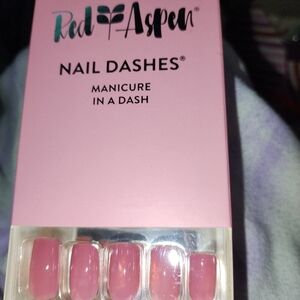 Red Aspen®
NAIL DASHES®
MANICURE
IN A DASH